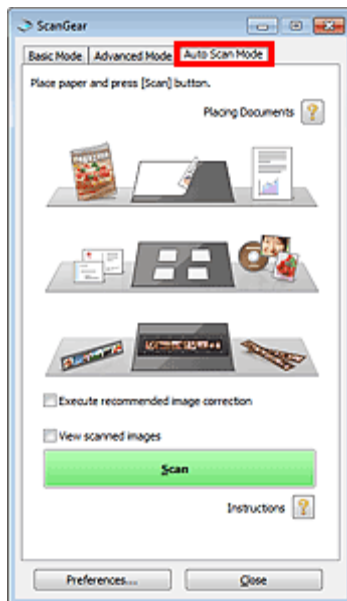 ScanGear
Basic Mode Advanced Mode Auto Scan Mode
Place paper and press [Scan] button.
Placing Documents ?
Execute recommended image correction
View scanned images
Scan
Instructions ?
Preferences... Close